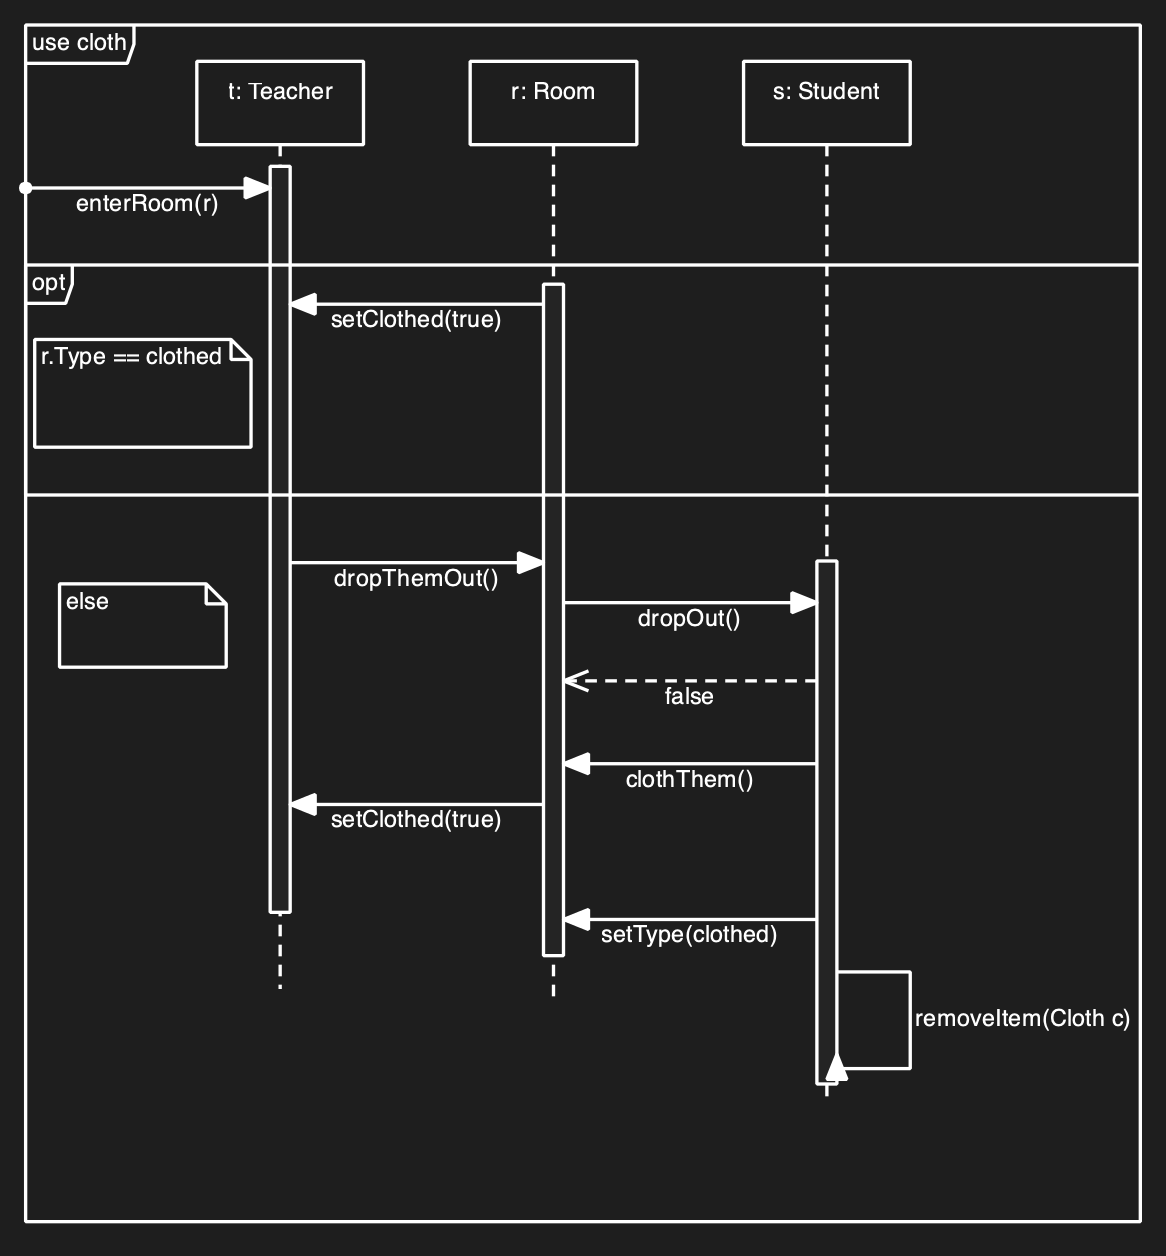 use cloth
t: Teacher
r: Room
s: Student
enterRoom(r)
opt
setClothed(true)
r.Type == clothed
dropThemOut()
else
dropOut()
false
clothThem()
setClothed(true)
setType(clothed)
removeItem(Cloth c)